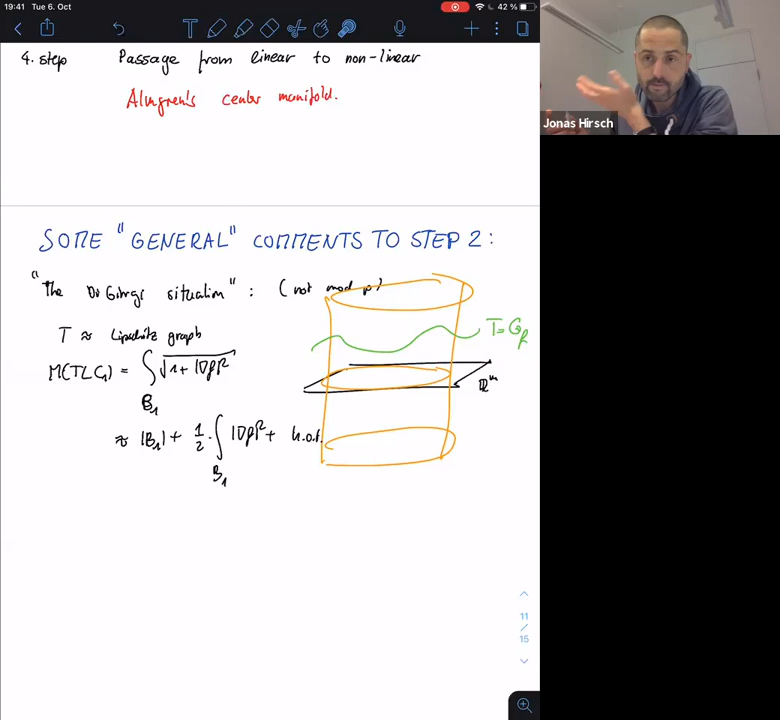 19:41 Tue 6. Oct
42 %
4. step Passage from linear to non-linear
Almgren's center manifold.
Jonas Hirsch
SOME "GENERAL" COMMENTS TO STEP 2:
"The De Giorgi situation": (not mod p)
T ≈ Lipschitz graph
T = G_f
M(T L C_1) = ∫_{B_1} √(1 + |Df|²)
ℝ^m
≈ |B_1| + 1/2 · ∫_{B_1} |Df|² + h.o.t.
11
/
15